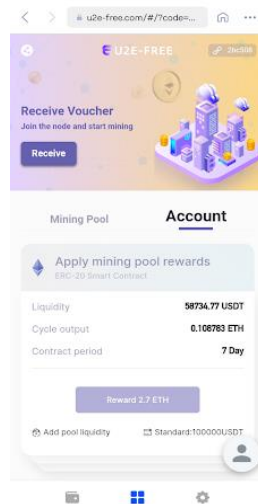 u2e-free.com/#/?code=...
U2E-FREE
2bc508
Receive Voucher
Join the node and start mining
Receive
Mining Pool
Account
Apply mining pool rewards
ERC-20 Smart Contract
Liquidity
58734.77 USDT
Cycle output
0.108783 ETH
Contract period
7 Day
Reward 2.7 ETH
Add pool liquidity
Standard:100000USDT